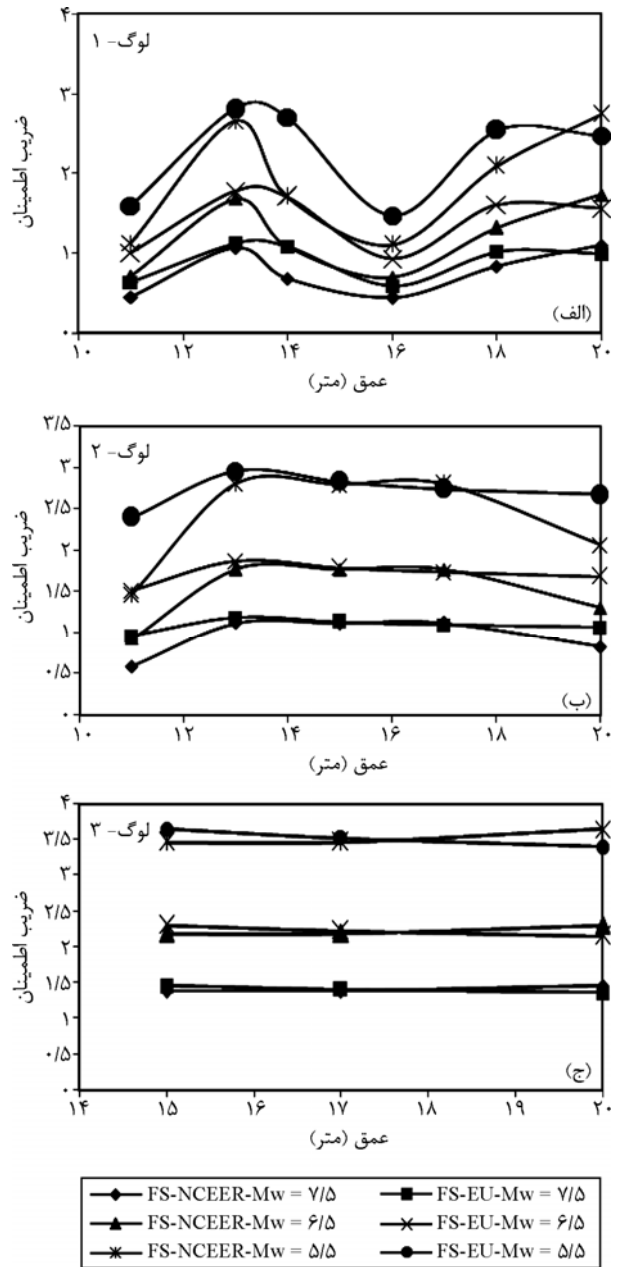 لوگ- ۱
۴
۳
۲
۱
۰
ضریب اطمینان
(الف)
۱۰ ۱۲ ۱۴ ۱۶ ۱۸ ۲۰
عمق (متر)
لوگ- ۲
۳/۵
۳
۲/۵
۲
۱/۵
۱
۰/۵
۰
ضریب اطمینان
(ب)
۱۰ ۱۲ ۱۴ ۱۶ ۱۸ ۲۰
عمق (متر)
لوگ- ۳
۴
۳/۵
۳
۲/۵
۲
۱/۵
۱
۰/۵
۰
ضریب اطمینان
(ج)
۱۴ ۱۵ ۱۶ ۱۷ ۱۸ ۱۹ ۲۰
عمق (متر)
FS-NCEER-Mw = ۷/۵ FS-EU-Mw = ۷/۵
FS-NCEER-Mw = ۶/۵ FS-EU-Mw = ۶/۵
FS-NCEER-Mw = ۵/۵ FS-EU-Mw = ۵/۵